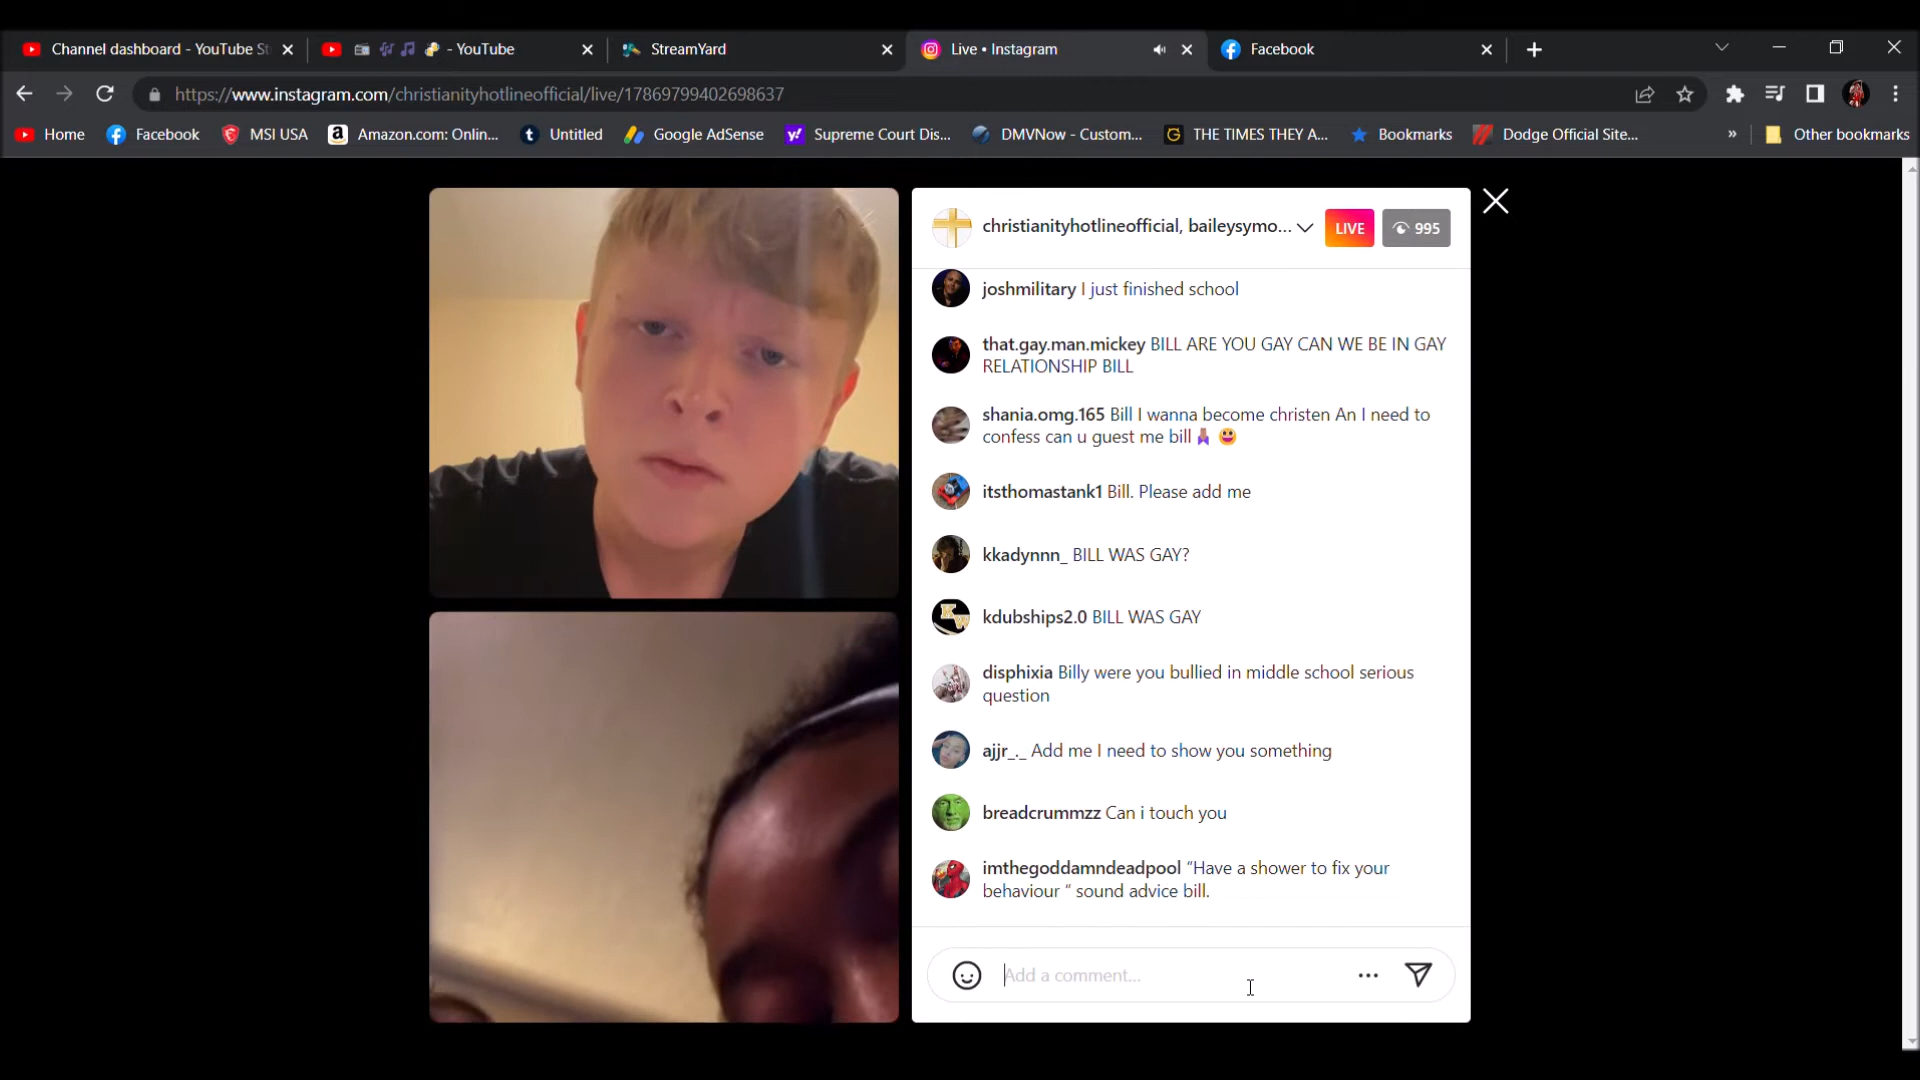 Channel dashboard - YouTube St
- YouTube
StreamYard
Live • Instagram
Facebook
https://www.instagram.com/christianityhotlineofficial/live/17869799402698637
Home
Facebook
MSI USA
Amazon.com: Onlin...
Untitled
Google AdSense
Supreme Court Dis...
DMVNow - Custom...
THE TIMES THEY A...
Bookmarks
Dodge Official Site...
»
Other bookmarks
christianityhotlineofficial, baileysymo...
LIVE
995
joshmilitary I just finished school
that.gay.man.mickey BILL ARE YOU GAY CAN WE BE IN GAY
RELATIONSHIP BILL
shania.omg.165 Bill I wanna become christen An I need to
confess can u guest me bill🙏😀
itsthomastank1 Bill. Please add me
kkadynnn_ BILL WAS GAY?
kdubships2.0 BILL WAS GAY
disphixia Billy were you bullied in middle school serious
question
ajjr_._ Add me I need to show you something
breadcrummzz Can i touch you
imthegoddamndeadpool “Have a shower to fix your
behaviour “ sound advice bill.
Add a comment...